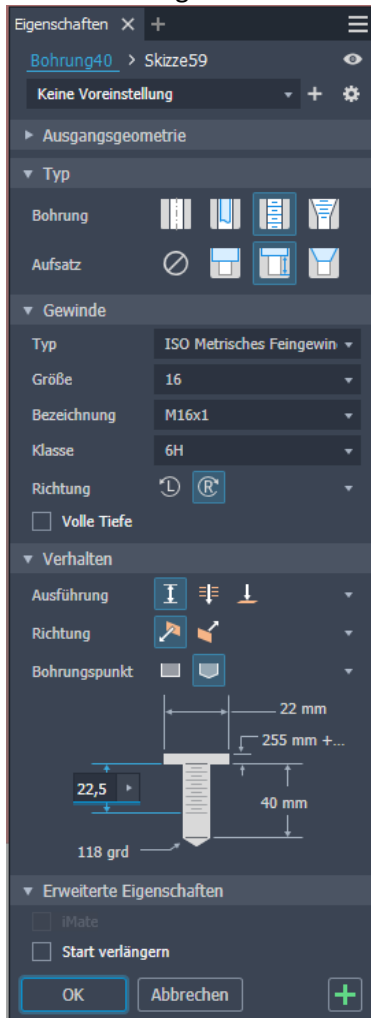 Eigenschaften × +
Bohrung40 > Skizze59
Keine Voreinstellung
Ausgangsgeometrie
Typ
Bohrung
Aufsatz
Gewinde
Typ ISO Metrisches Feingewin
Größe 16
Bezeichnung M16x1
Klasse 6H
Richtung L R
Volle Tiefe
Verhalten
Ausführung
Richtung
Bohrungspunkt
22 mm
255 mm +...
22,5
40 mm
118 grd
Erweiterte Eigenschaften
iMate
Start verlängern
OK Abbrechen